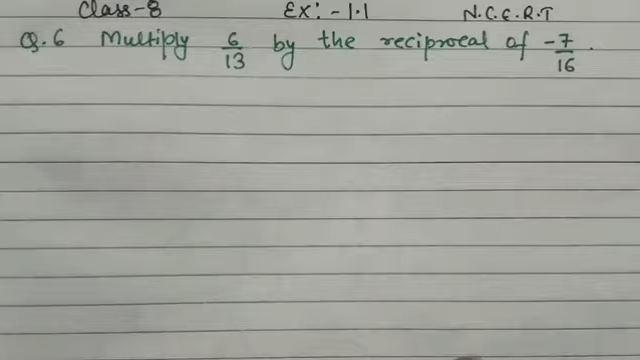 Class-8 Ex:-1.1 N.C.E.R.T
Q.6 Multiply 6/13 by the reciprocal of -7/16.